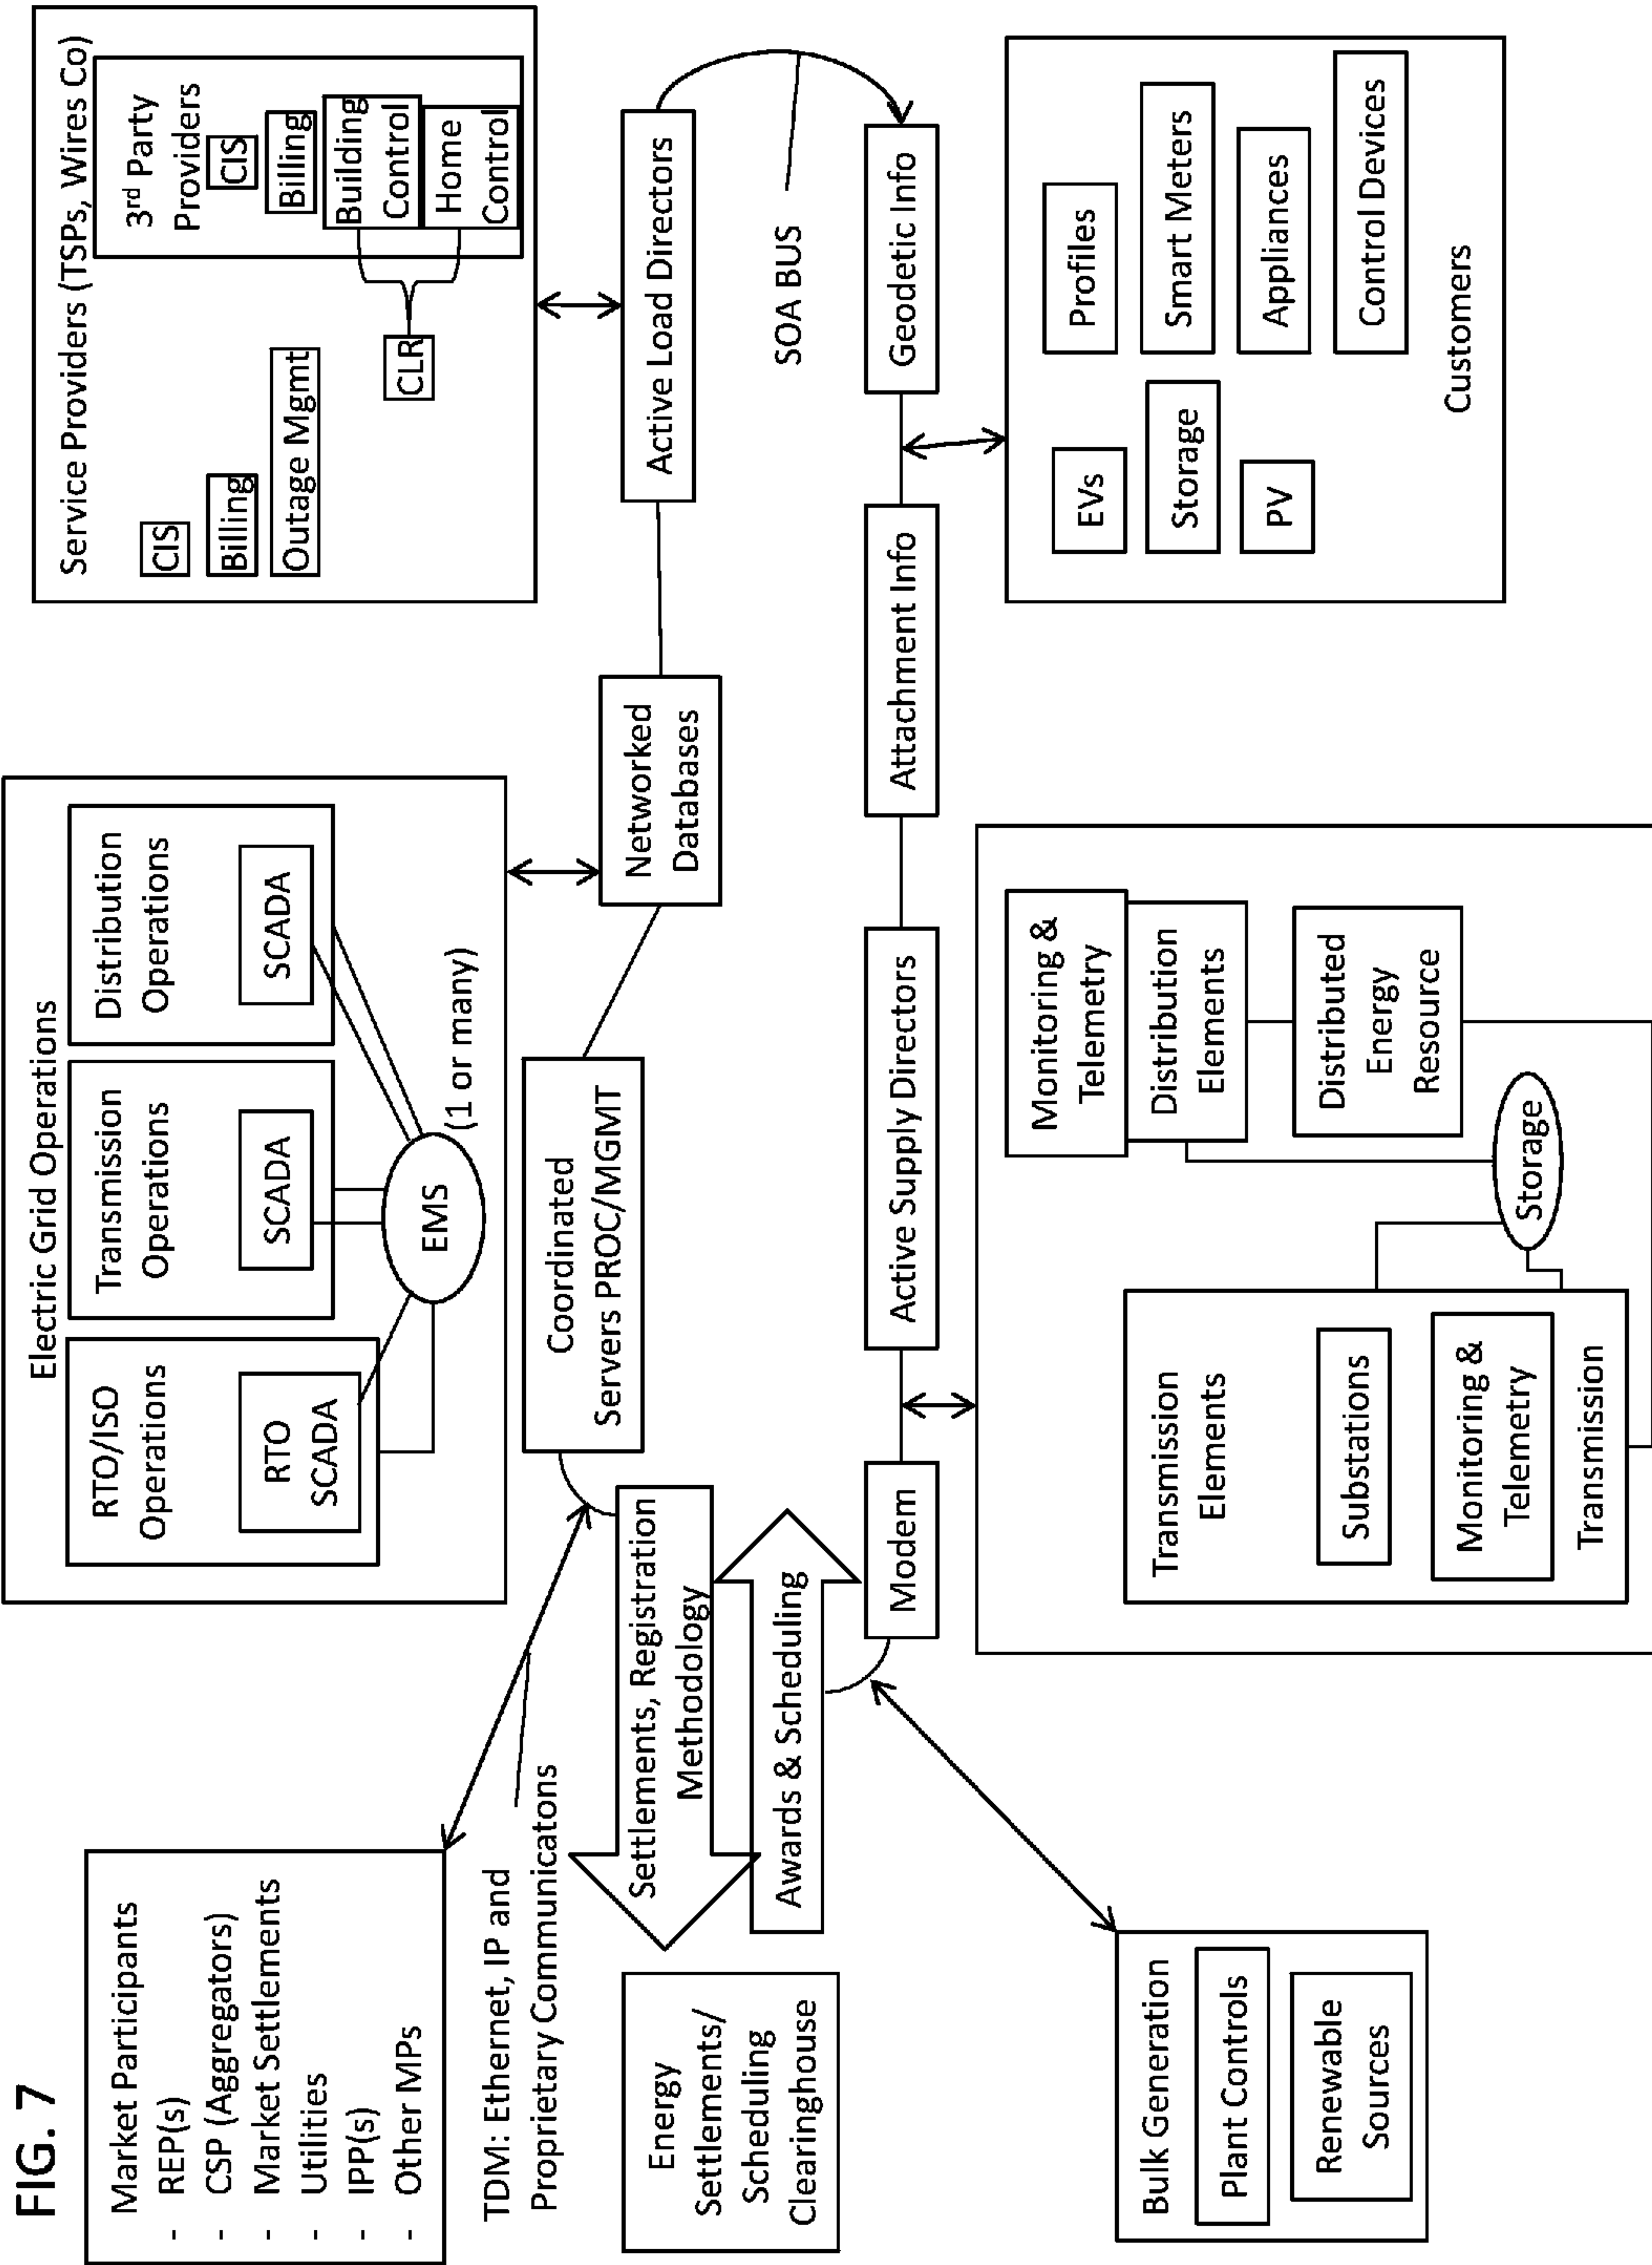 FIG. 7
Market Participants
- REP(s)
- CSP (Aggregators)
- Market Settlements
- Utilities
- IPP(s)
- Other MPs
TDM: Ethernet, IP and
Proprietary Communicatons
Energy
Settlements/
Scheduling
Clearinghouse
Bulk Generation
Plant Controls
Renewable
Sources
Settlements, Registration
Methodology
Awards & Scheduling
Electric Grid Operations
RTO/ISO
Operations
RTO
SCADA
Transmission
Operations
SCADA
Distribution
Operations
SCADA
EMS
(1 or many)
Coordinated
Servers PROC/MGMT
Networked
Databases
Active Load Directors
SOA BUS
Modem
Active Supply Directors
Attachment Info
Geodetic Info
Service Providers (TSPs, Wires Co)
CIS
Billing
Outage Mgmt
CLR
3rd Party
Providers
CIS
Billing
Building
Control
Home
Control
Transmission
Elements
Substations
Monitoring &
Telemetry
Transmission
Storage
Monitoring &
Telemetry
Distribution
Elements
Distributed
Energy
Resource
EVs
Storage
PV
Profiles
Smart Meters
Appliances
Control Devices
Customers